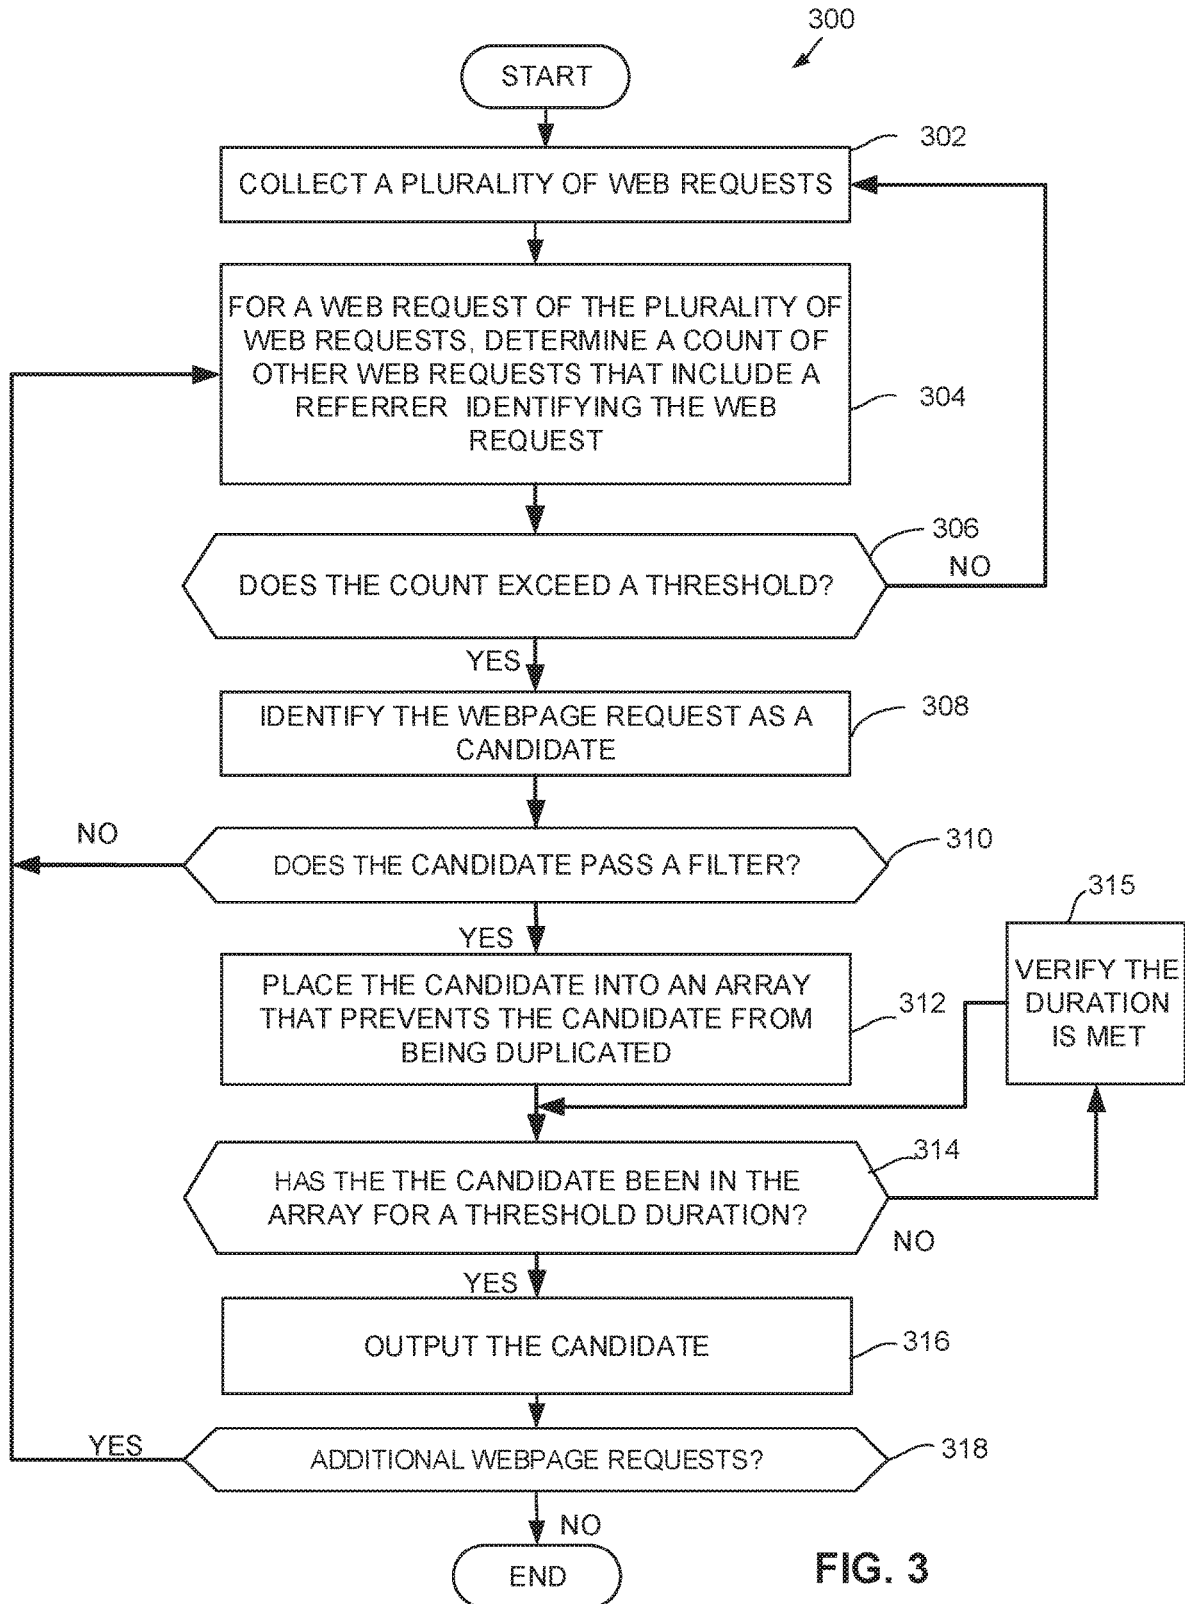 300
START
302
COLLECT A PLURALITY OF WEB REQUESTS
FOR A WEB REQUEST OF THE PLURALITY OF
WEB REQUESTS, DETERMINE A COUNT OF
OTHER WEB REQUESTS THAT INCLUDE A
REFERRER IDENTIFYING THE WEB
REQUEST
304
306
DOES THE COUNT EXCEED A THRESHOLD?
NO
YES
IDENTIFY THE WEBPAGE REQUEST AS A
CANDIDATE
308
NO
DOES THE CANDIDATE PASS A FILTER?
310
YES
PLACE THE CANDIDATE INTO AN ARRAY
THAT PREVENTS THE CANDIDATE FROM
BEING DUPLICATED
312
315
VERIFY THE
DURATION
IS MET
HAS THE THE CANDIDATE BEEN IN THE
ARRAY FOR A THRESHOLD DURATION?
314
NO
YES
OUTPUT THE CANDIDATE
316
YES
ADDITIONAL WEBPAGE REQUESTS?
318
NO
END
FIG. 3